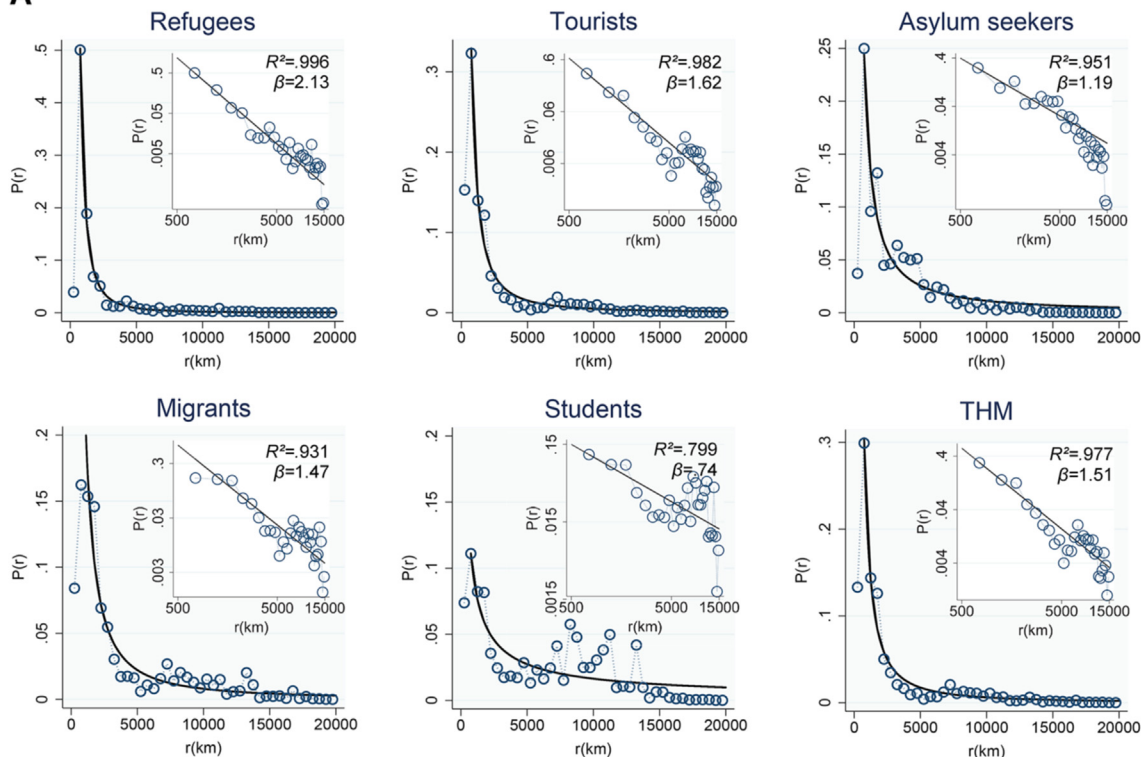 A
Refugees
Tourists
Asylum seekers
R²=.996
β=2.13
P(r)
.5
.05
.005
500
5000
15000
r(km)
P(r)
.5
.4
.3
.2
.1
0
0
5000
10000
15000
20000
r(km)
R²=.982
β=1.62
P(r)
.6
.06
.006
500
5000
15000
r(km)
P(r)
.3
.2
.1
0
0
5000
10000
15000
20000
r(km)
R²=.951
β=1.19
P(r)
.4
.04
.004
500
5000
15000
r(km)
P(r)
.25
.2
.15
.1
.05
0
0
5000
10000
15000
20000
r(km)
Migrants
Students
THM
R²=.931
β=1.47
P(r)
.3
.03
.003
500
5000
15000
r(km)
P(r)
.2
.15
.1
.05
0
0
5000
10000
15000
20000
r(km)
R²=.799
β=.74
P(r)
.15
.015
.0015
500
5000
15000
r(km)
P(r)
.2
.15
.1
.05
0
0
5000
10000
15000
20000
r(km)
R²=.977
β=1.51
P(r)
.4
.04
.004
500
5000
15000
r(km)
P(r)
.3
.2
.1
0
0
5000
10000
15000
20000
r(km)